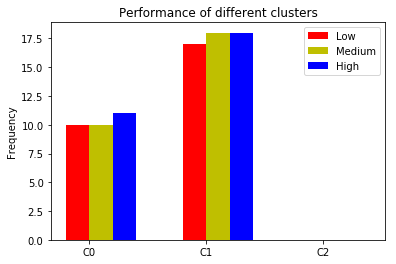 Performance of different clusters
Low
Medium
High
Frequency
17.5
15.0
12.5
10.0
7.5
5.0
2.5
0.0
C0 C1 C2